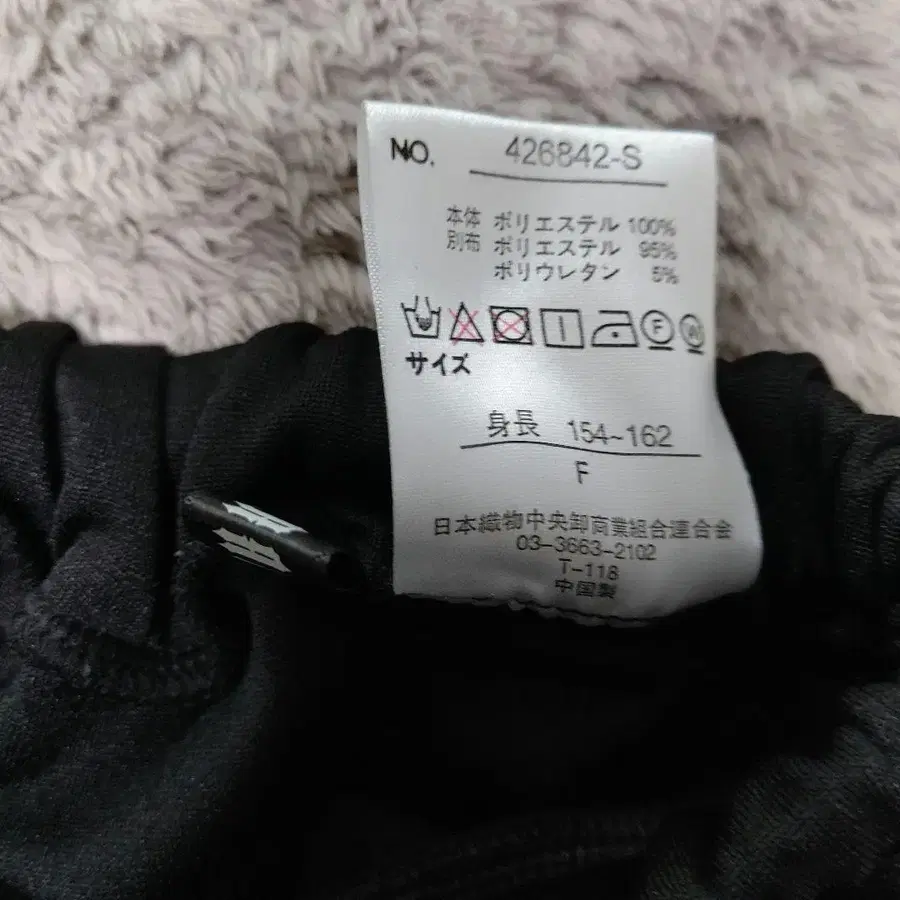 NO. 426842-S
本体 ポリエステル 100%
別布 ポリエステル 95%
ポリウレタン 5%
F W
サイズ
身長 154~162
F
日本織物中央卸商業組合連合会
03-3663-2102
T-118
中国製